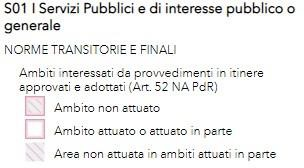 S01 I Servizi Pubblici e di interesse pubblico o
generale
NORME TRANSITORIE E FINALI
Ambiti interessati da provvedimenti in itinere
approvati e adottati (Art. 52 NA PdR)
Ambito non attuato
Ambito attuato o attuato in parte
Area non attuata in ambiti attuati in parte